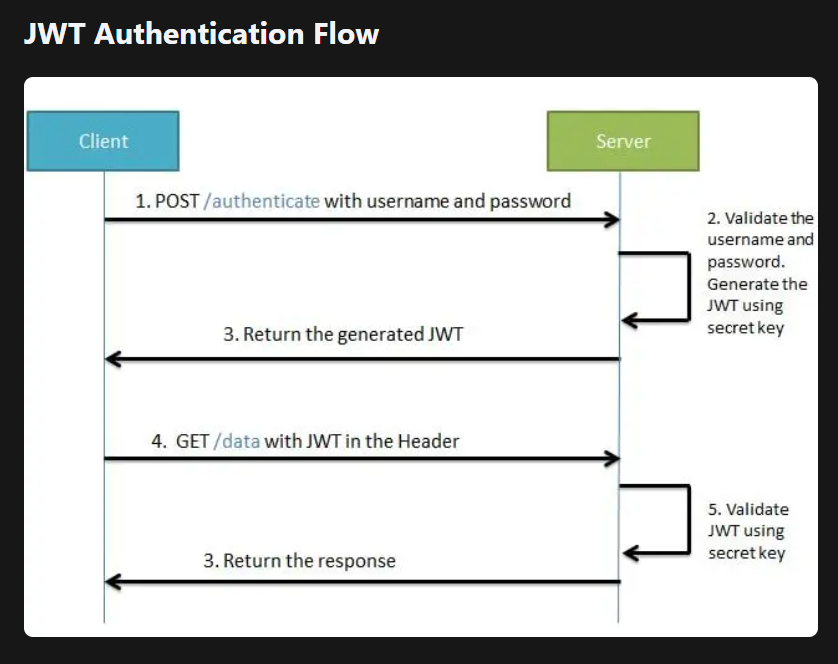 JWT Authentication Flow
Client
Server
1. POST /authenticate with username and password
2. Validate the
username and
password.
Generate the
JWT using
secret key
3. Return the generated JWT
4. GET /data with JWT in the Header
5. Validate
JWT using
secret key
3. Return the response